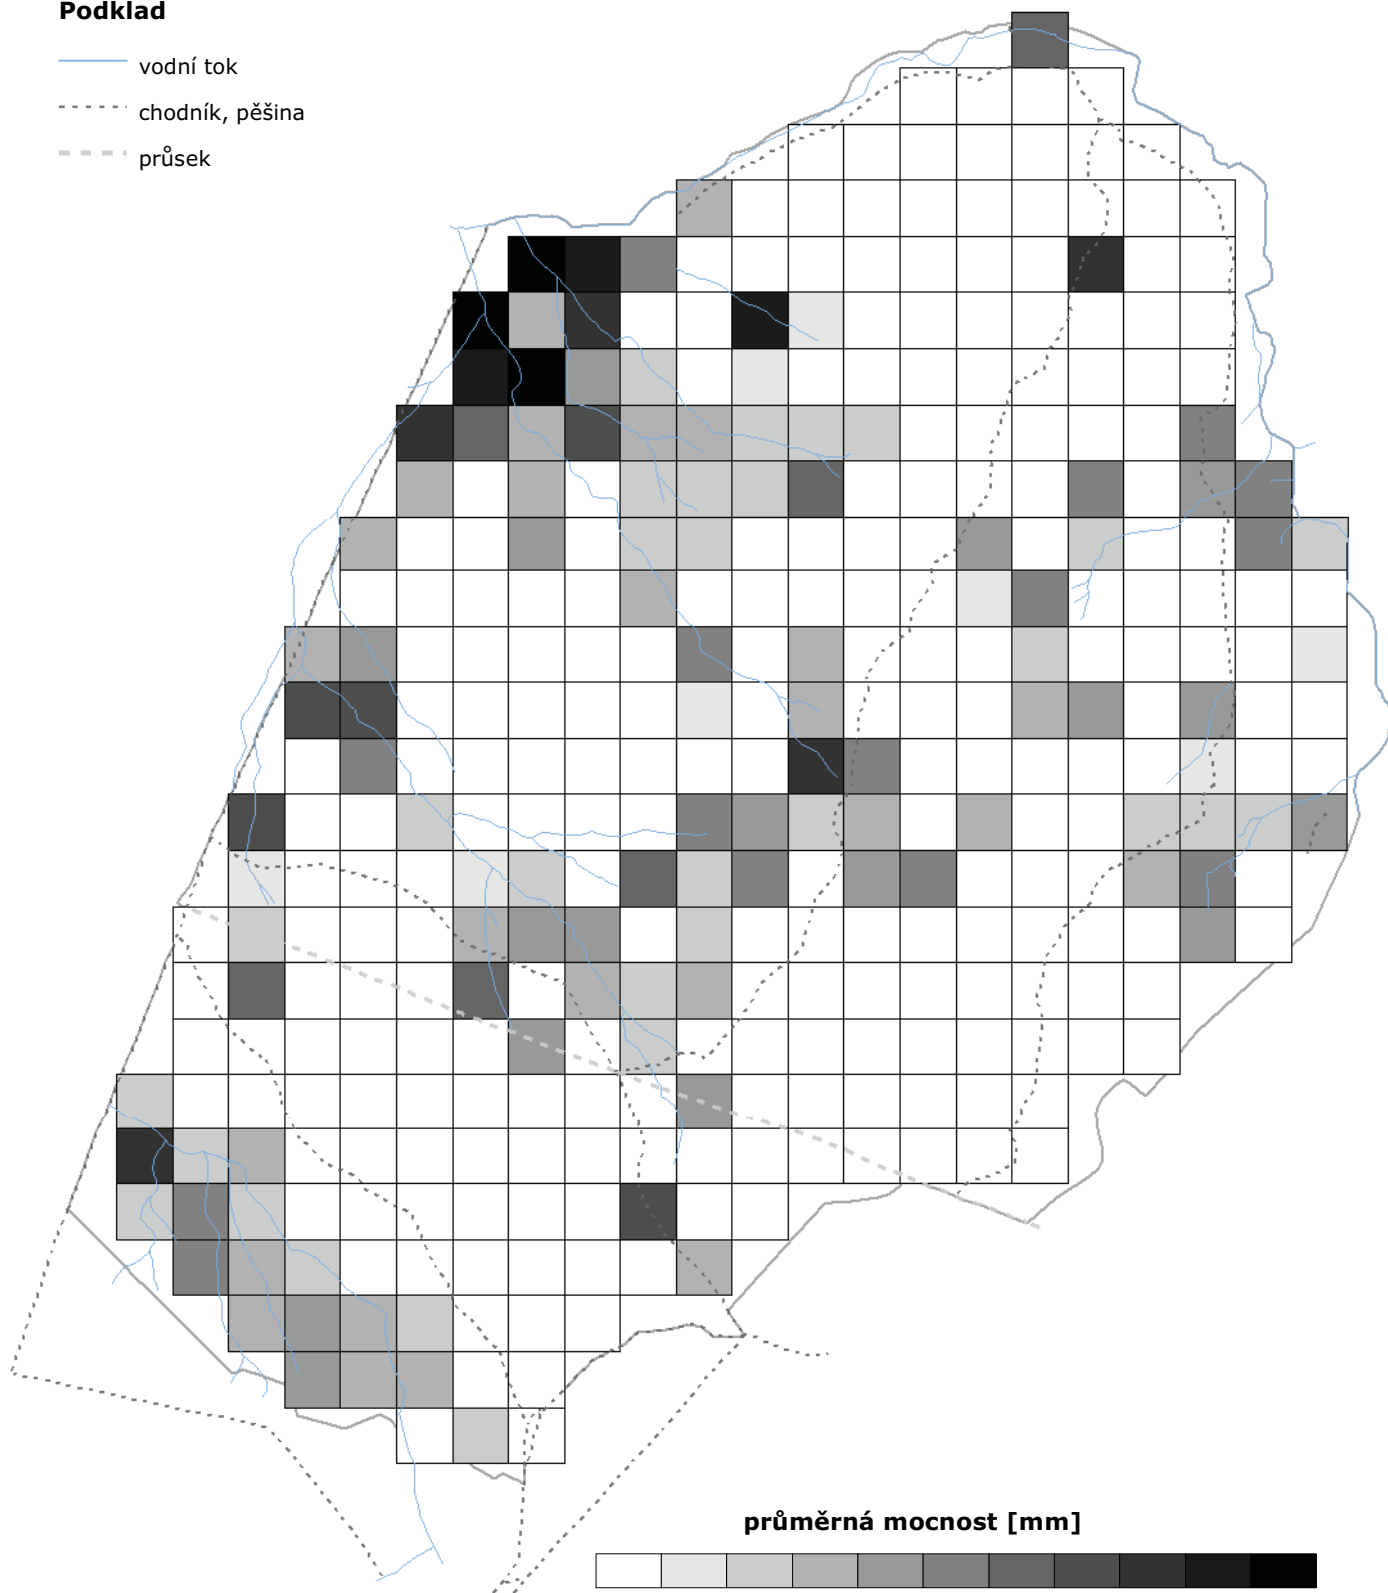 Podklad
vodní tok
chodník, pěšina
průsek
průměrná mocnost [mm]